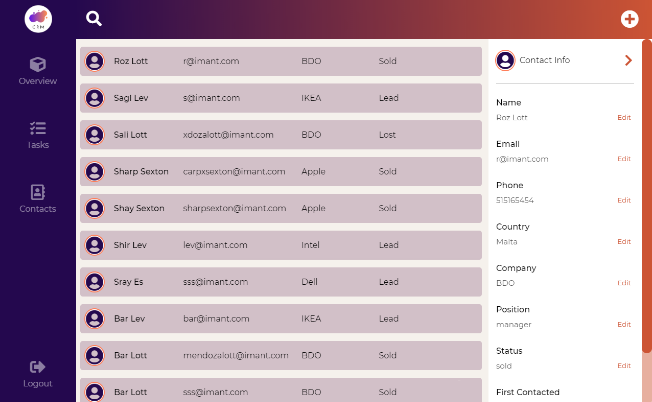 CRM
Overview
Tasks
Contacts
Logout
Roz Lott r@imant.com BDO Sold
Sagi Lev s@imant.com IKEA Lead
Sali Lott xdozalott@imant.com BDO Lost
Sharp Sexton carpxsexton@imant.com Apple Sold
Shay Sexton sharpsexton@imant.com Apple Sold
Shir Lev lev@imant.com Intel Lead
Sray Es sss@imant.com Dell Lead
Bar Lev bar@imant.com IKEA Lead
Bar Lott mendozalott@imant.com BDO Sold
Bar Lott sss@imant.com BDO Sold
Contact Info
Name
Roz Lott Edit
Email
r@imant.com Edit
Phone
515165454 Edit
Country
Malta Edit
Company
BDO Edit
Position
manager Edit
Status
sold Edit
First Contacted